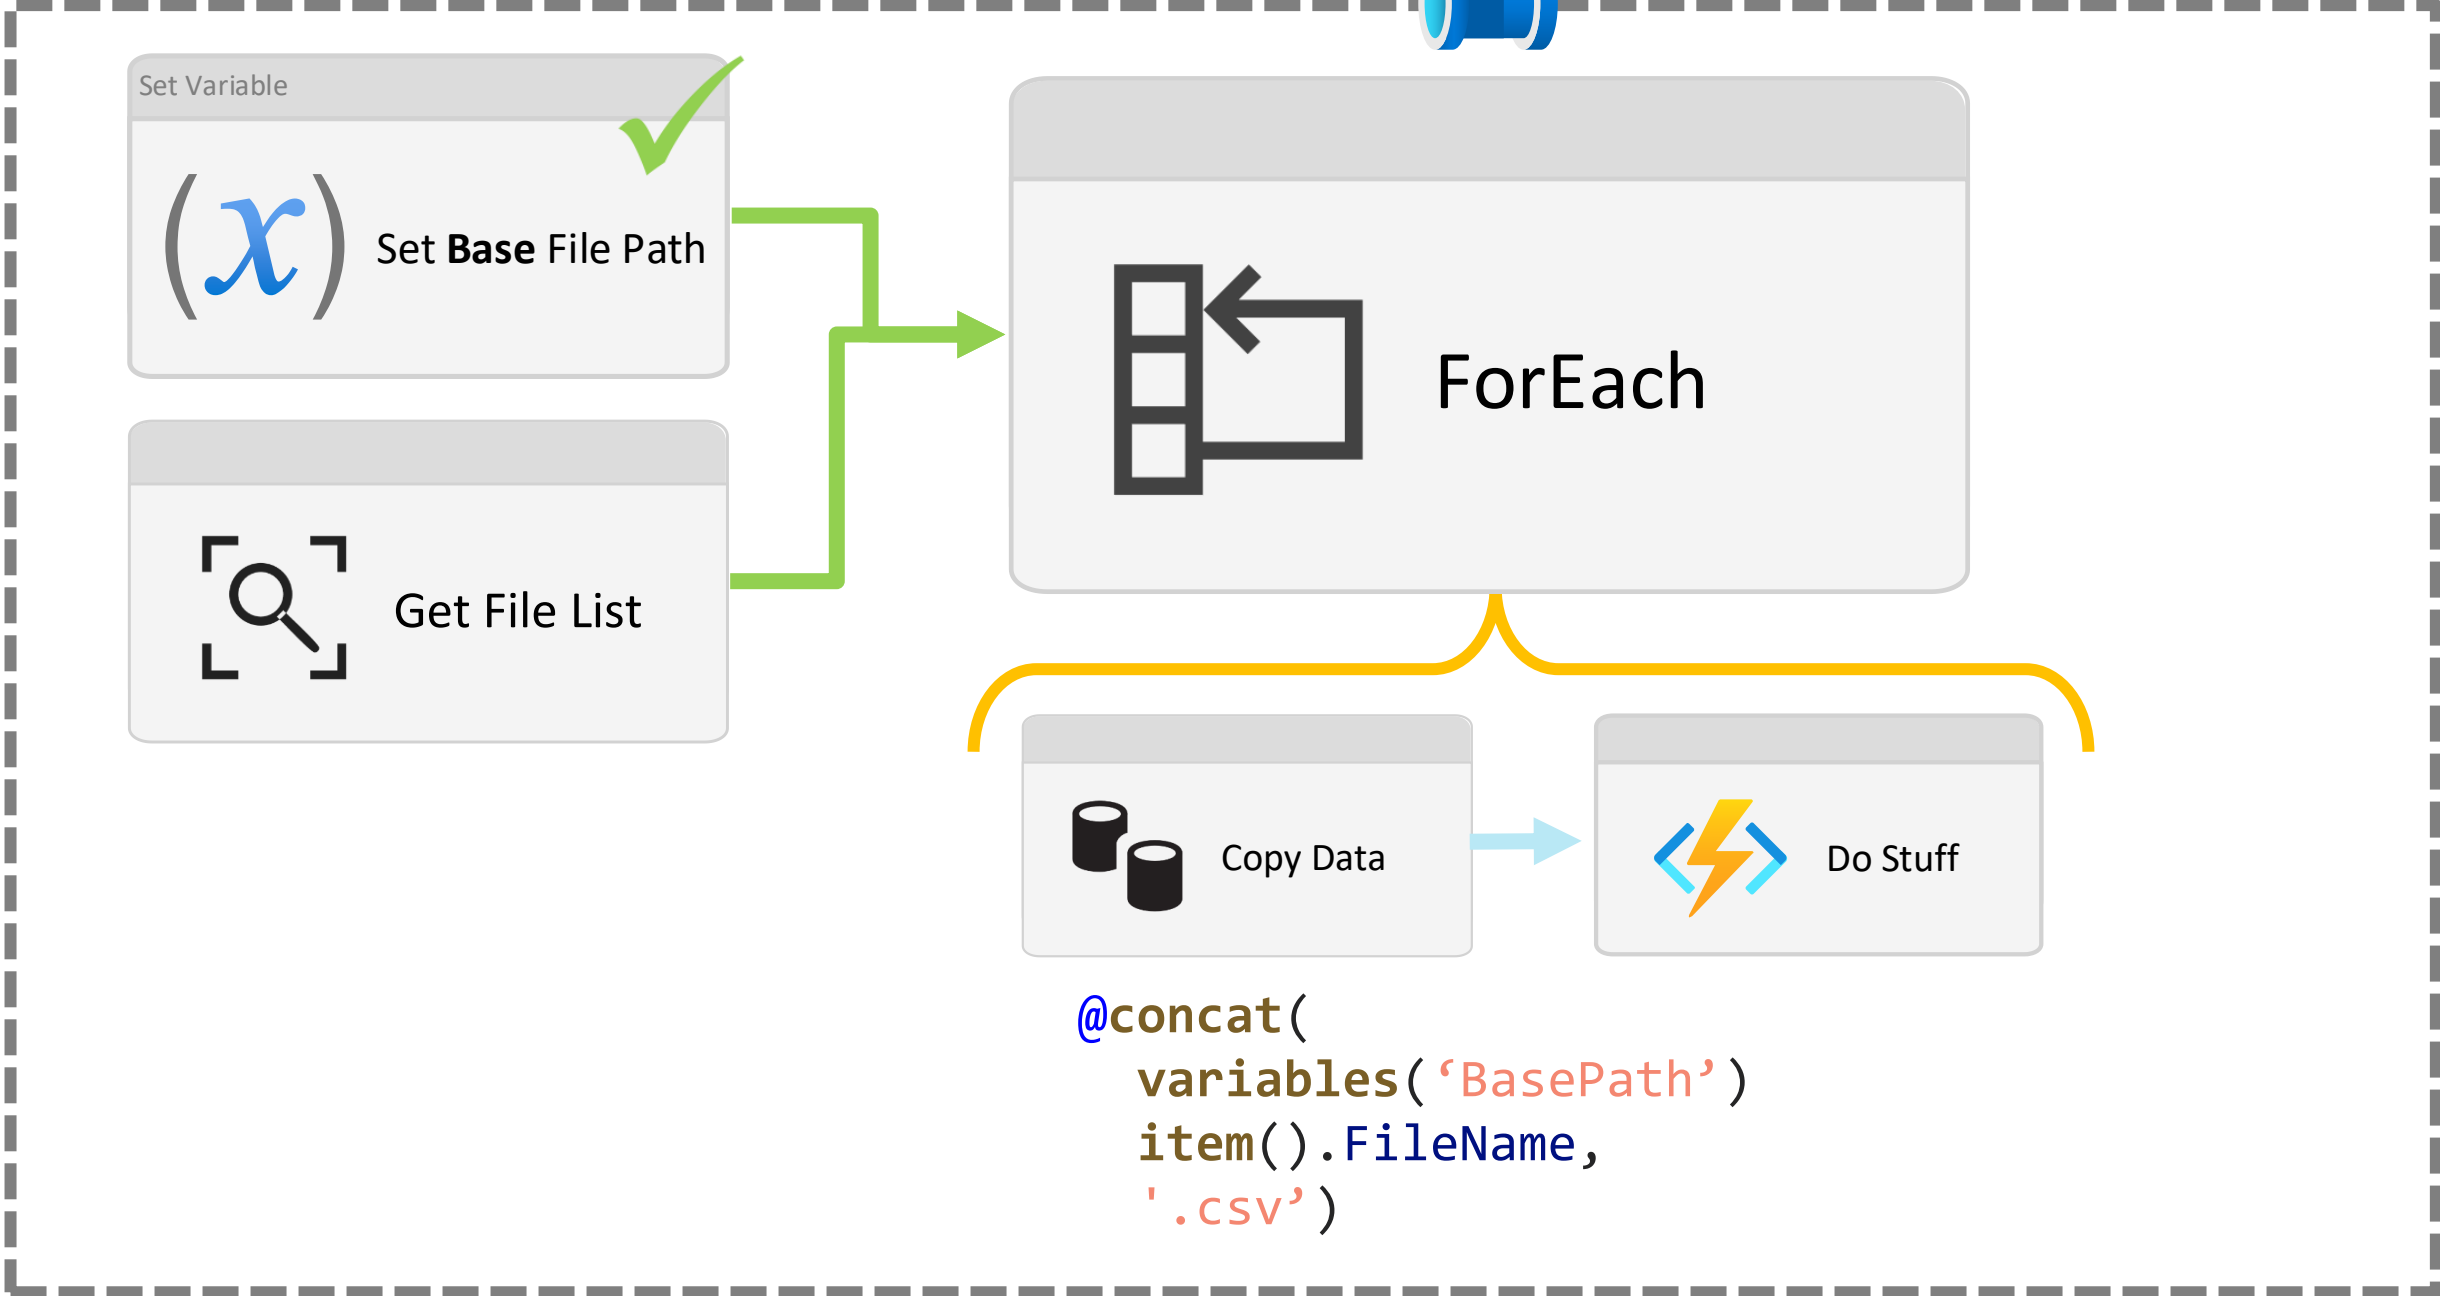 Set Variable
Set Base File Path
Get File List
ForEach
Copy Data
Do Stuff
@concat(
variables(‘BasePath’)
item().FileName,
'.csv’)